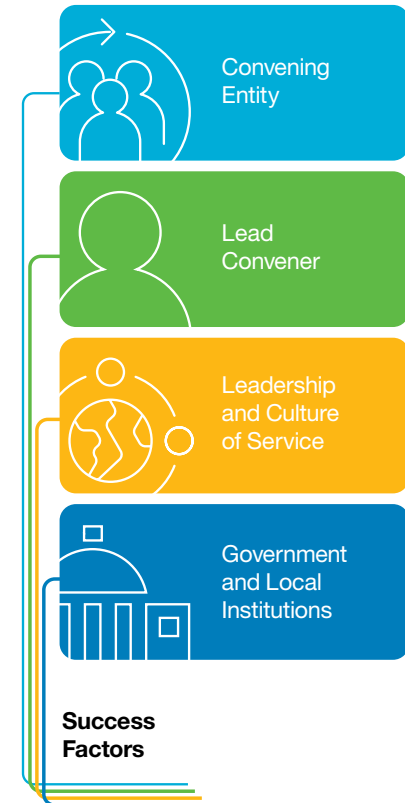 Convening
Entity
Lead
Convener
Leadership
and Culture
of Service
Government
and Local
Institutions
Success
Factors